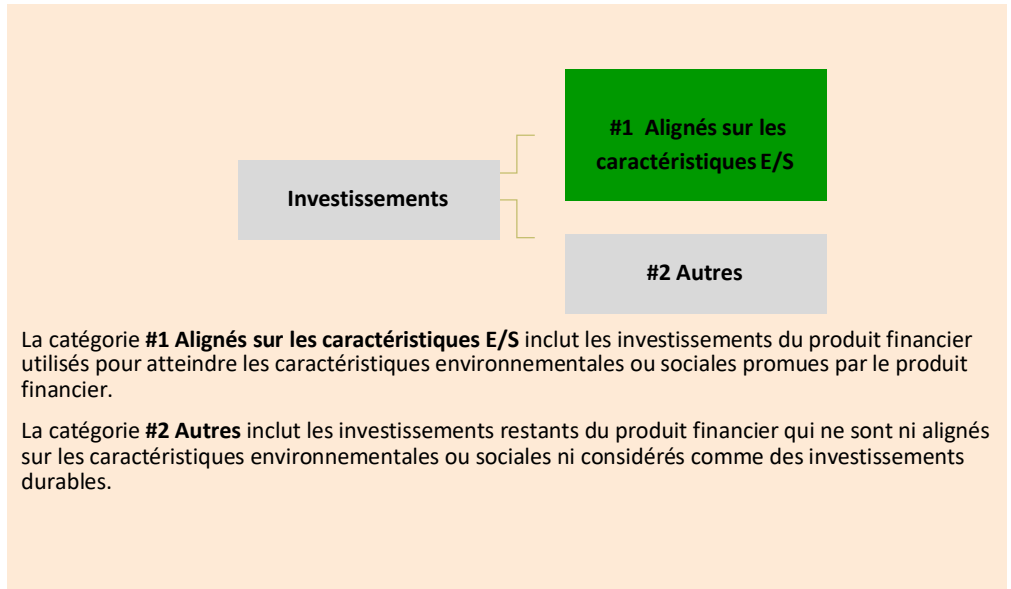 #1 Alignés sur les
caractéristiques E/S
Investissements
#2 Autres
La catégorie #1 Alignés sur les caractéristiques E/S inclut les investissements du produit financier
utilisés pour atteindre les caractéristiques environnementales ou sociales promues par le produit
financier.
La catégorie #2 Autres inclut les investissements restants du produit financier qui ne sont ni alignés
sur les caractéristiques environnementales ou sociales ni considérés comme des investissements
durables.